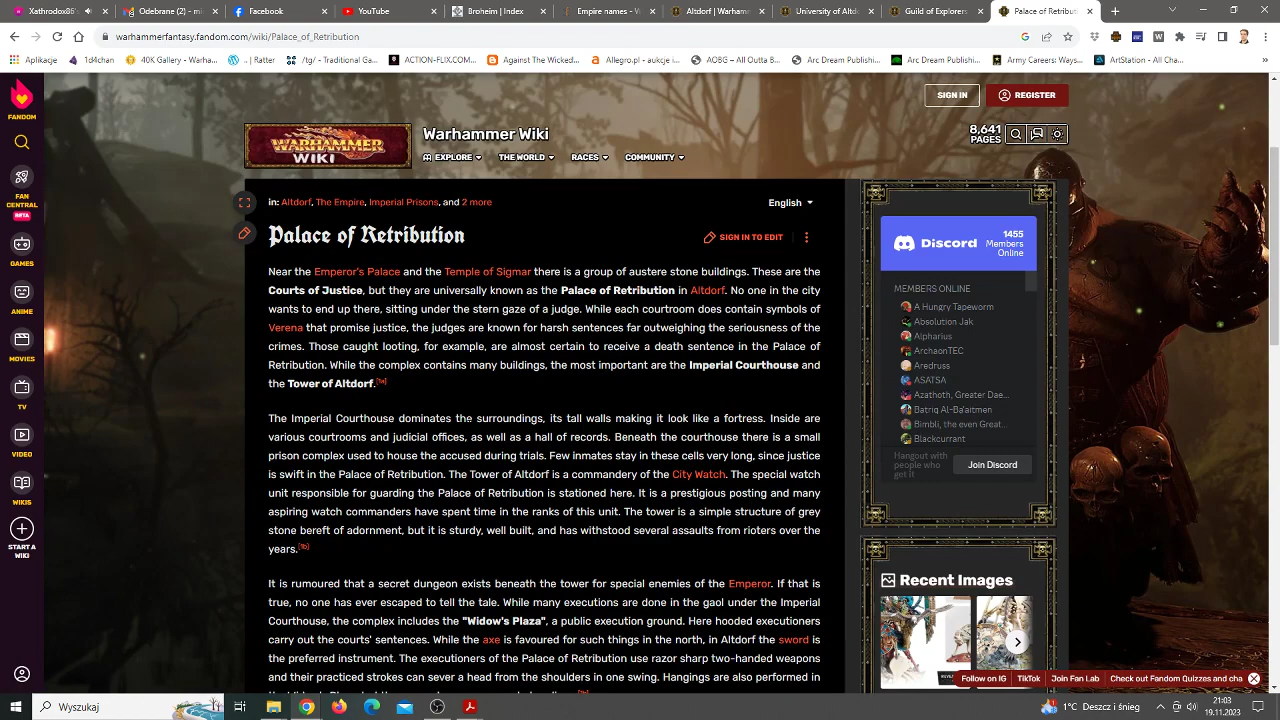 Xathrodox86's
Odebrane (2) - mi
Facebook
YouTube
Broheim | Index
Empire names - V
Altdorf | Warham
University of Altdo
Our Guild of Engi
Palace of Retributi
warhammerfantasy.fandom.com/wiki/Palace_of_Retribution
Aplikacje
1d4chan
40K Gallery - Warha...
.. | Ratter
/tg/ - Traditional Ga...
ACTION-FLIX.COM...
Against The Wicked...
Allegro.pl - aukcje i...
AOBG – All Outta B...
Arc Dream Publish...
Arc Dream Publish...
Army Careers: Ways...
ArtStation - All Cha...
FANDOM
FAN CENTRAL
BETA
GAMES
ANIME
MOVIES
TV
VIDEO
WIKIS
START A WIKI
SIGN IN
REGISTER
WARHAMMER
WIKI
Warhammer Wiki
8,641
PAGES
EXPLORE
THE WORLD
RACES
COMMUNITY
in: Altdorf, The Empire, Imperial Prisons, and 2 more
English
Palace of Retribution
SIGN IN TO EDIT
Near the Emperor's Palace and the Temple of Sigmar there is a group of austere stone buildings. These are the
Courts of Justice, but they are universally known as the Palace of Retribution in Altdorf. No one in the city
wants to end up there, sitting under the stern gaze of a judge. While each courtroom does contain symbols of
Verena that promise justice, the judges are known for harsh sentences far outweighing the seriousness of the
crimes. Those caught looting, for example, are almost certain to receive a death sentence in the Palace of
Retribution. While the complex contains many buildings, the most important are the Imperial Courthouse and
the Tower of Altdorf.[1a]
The Imperial Courthouse dominates the surroundings, its tall walls making it look like a fortress. Inside are
various courtrooms and judicial offices, as well as a hall of records. Beneath the courthouse there is a small
prison complex used to house the accused during trials. Few inmates stay in these cells very long, since justice
is swift in the Palace of Retribution. The Tower of Altdorf is a commandery of the City Watch. The special watch
unit responsible for guarding the Palace of Retribution is stationed here. It is a prestigious posting and many
aspiring watch commanders have spent time in the ranks of this unit. The tower is a simple structure of grey
stone bereft of adornment, but it is sturdy, well built, and has withstood several assaults from rioters over the
years.[1b]
It is rumoured that a secret dungeon exists beneath the tower for special enemies of the Emperor. If that is
true, no one has ever escaped to tell the tale. While many executions are done in the gaol under the Imperial
Courthouse, the complex includes the "Widow's Plaza", a public execution ground. Here hooded executioners
carry out the courts' sentences. While the axe is favoured for such things in the north, in Altdorf the sword is
the preferred instrument. The executioners of the Palace of Retribution use razor sharp two-handed weapons
and their practiced strokes can sever a head from the shoulders in one swing. Hangings are also performed in
Discord
1455
Members
Online
MEMBERS ONLINE
A Hungry Tapeworm
Absolution Jak
Alpharius
ArchaonTEC
Aredruss
ASATSA
Azathoth, Greater Dae...
Batriq Al-Ba'aitmen
Bimbli, the even Great...
Blackcurrant
Hangout with
people who
get it
Join Discord
Recent Images
Follow on IG
TikTok
Join Fan Lab
Check out Fandom Quizzes and cha
Wyszukaj
1°C Deszcz i śnieg
21:03
19.11.2023